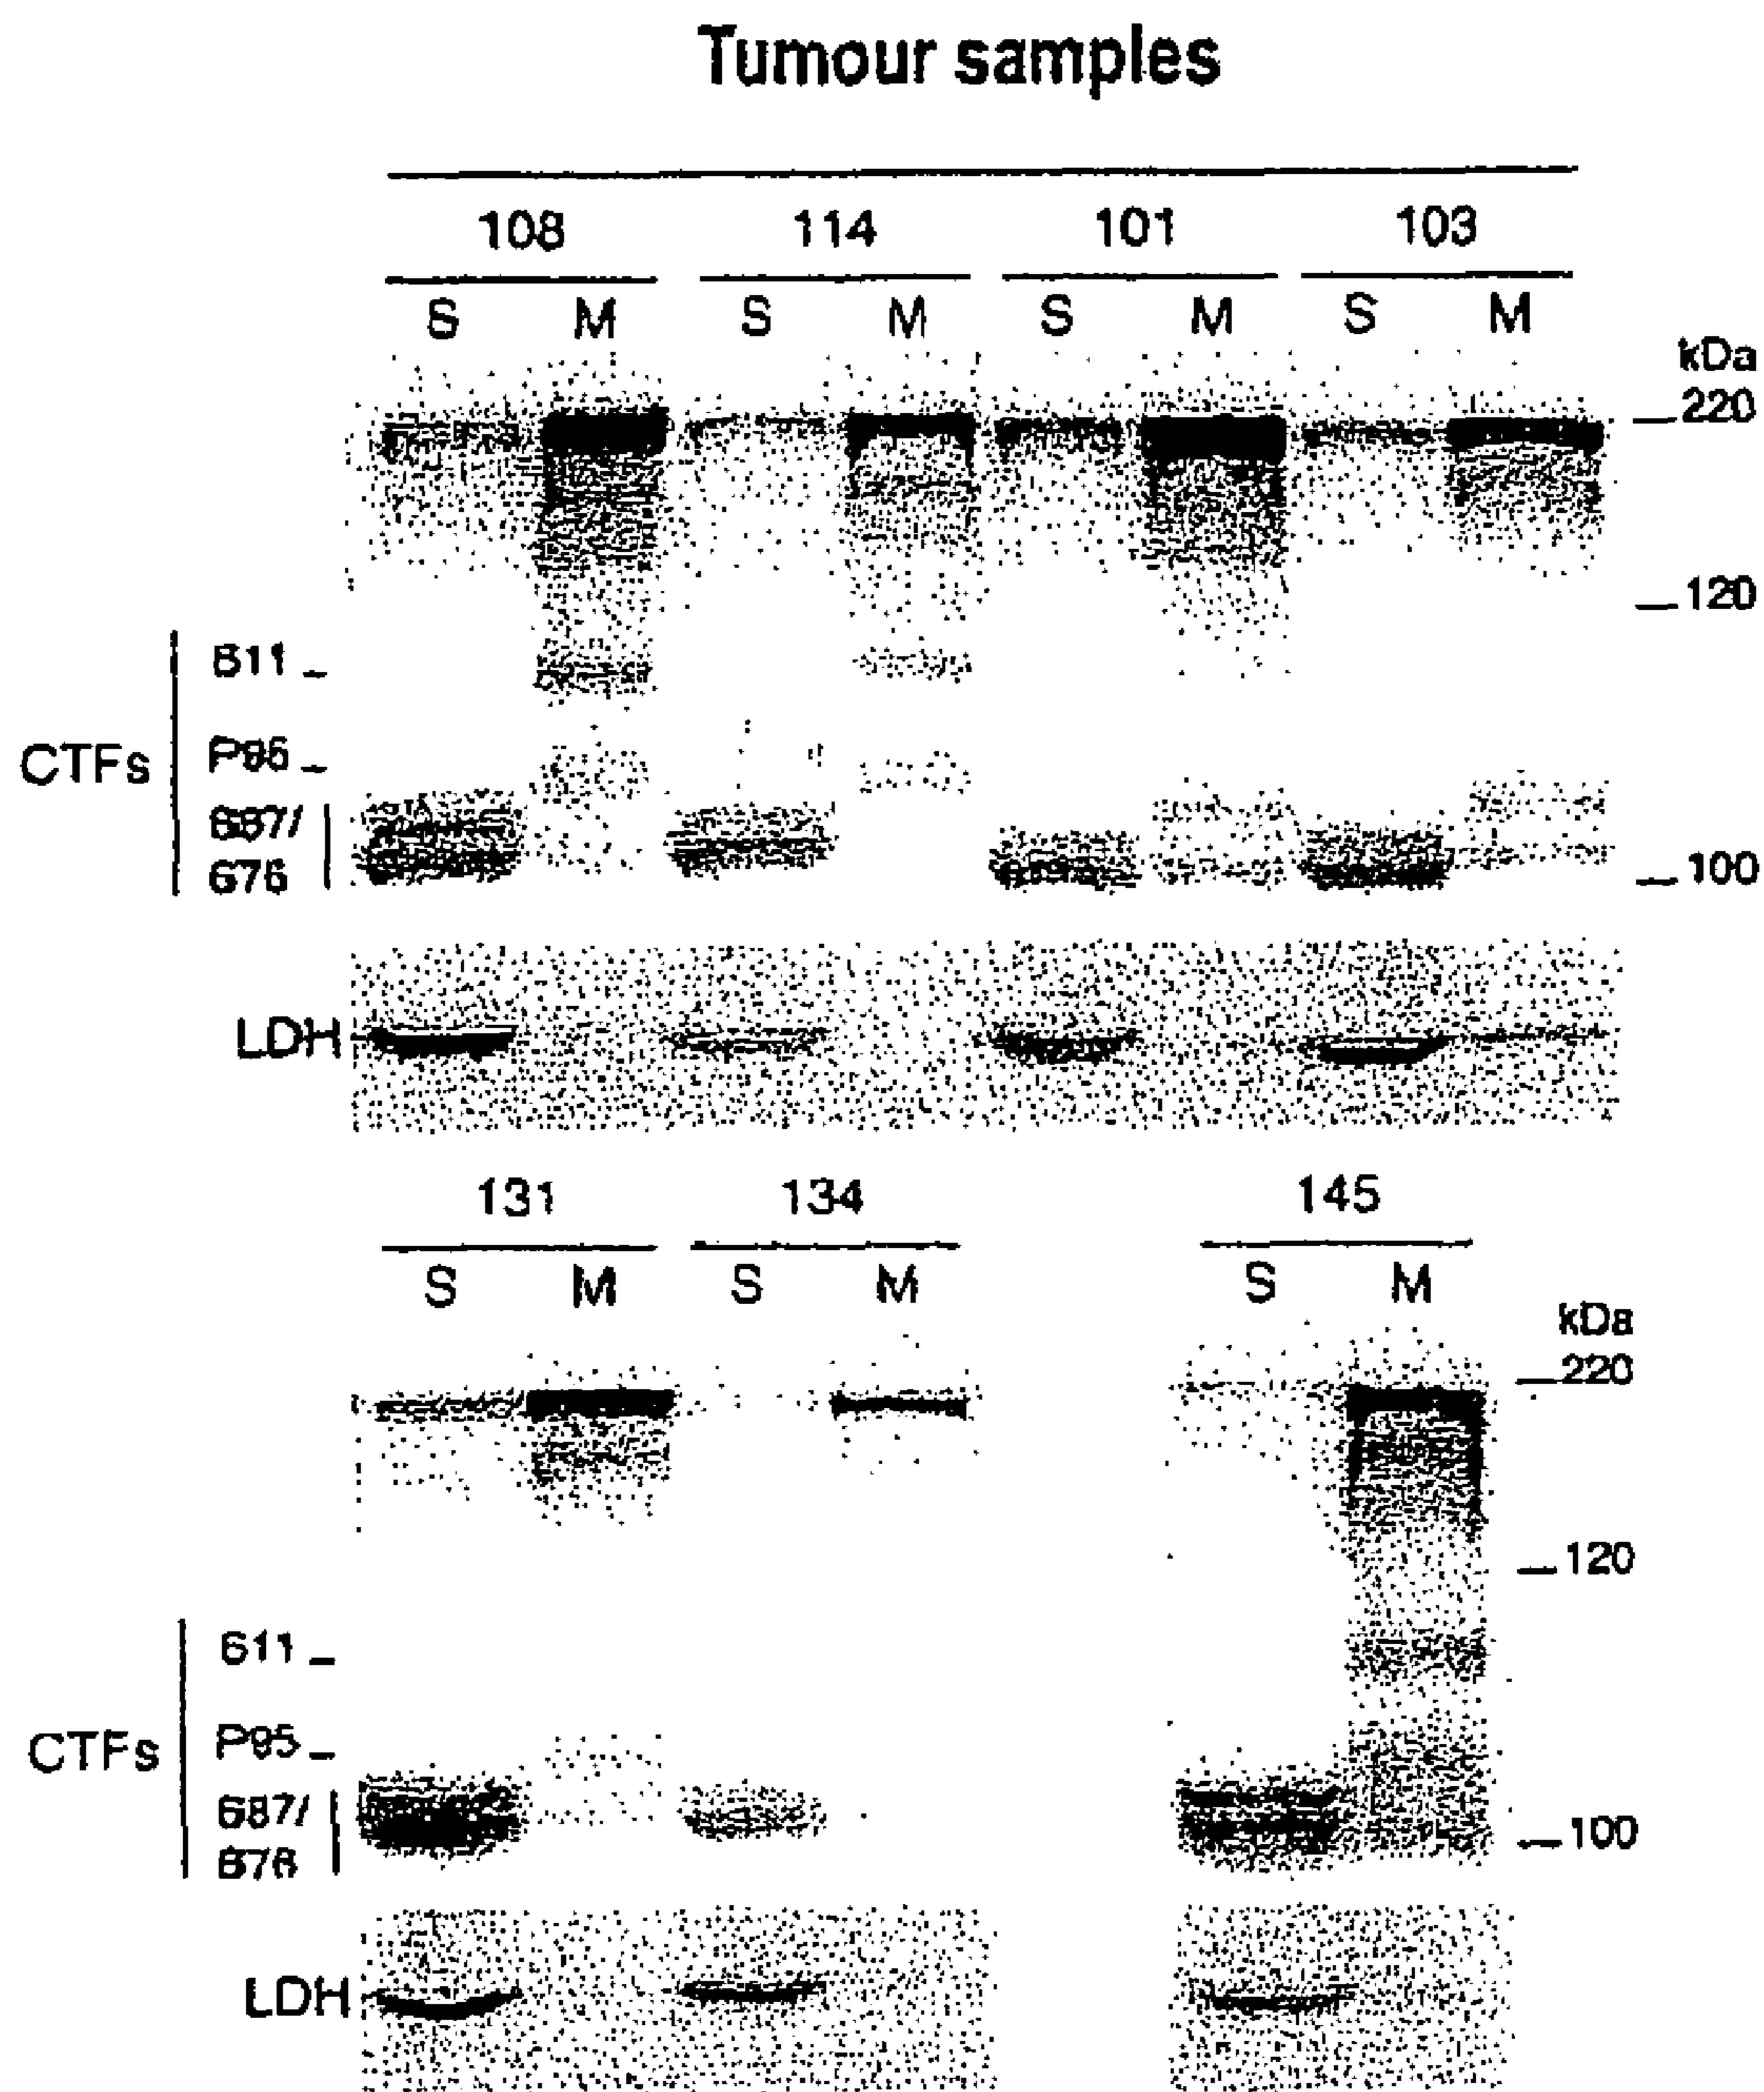 Tumour samples
108 114 101 103
S M S M S M S M
kDa
220
120
611
P95
CTFs
687/
676
100
LDH
131 134 145
S M S M S M
kDa
220
120
611
P95
CTFs
687/
676
100
LDH